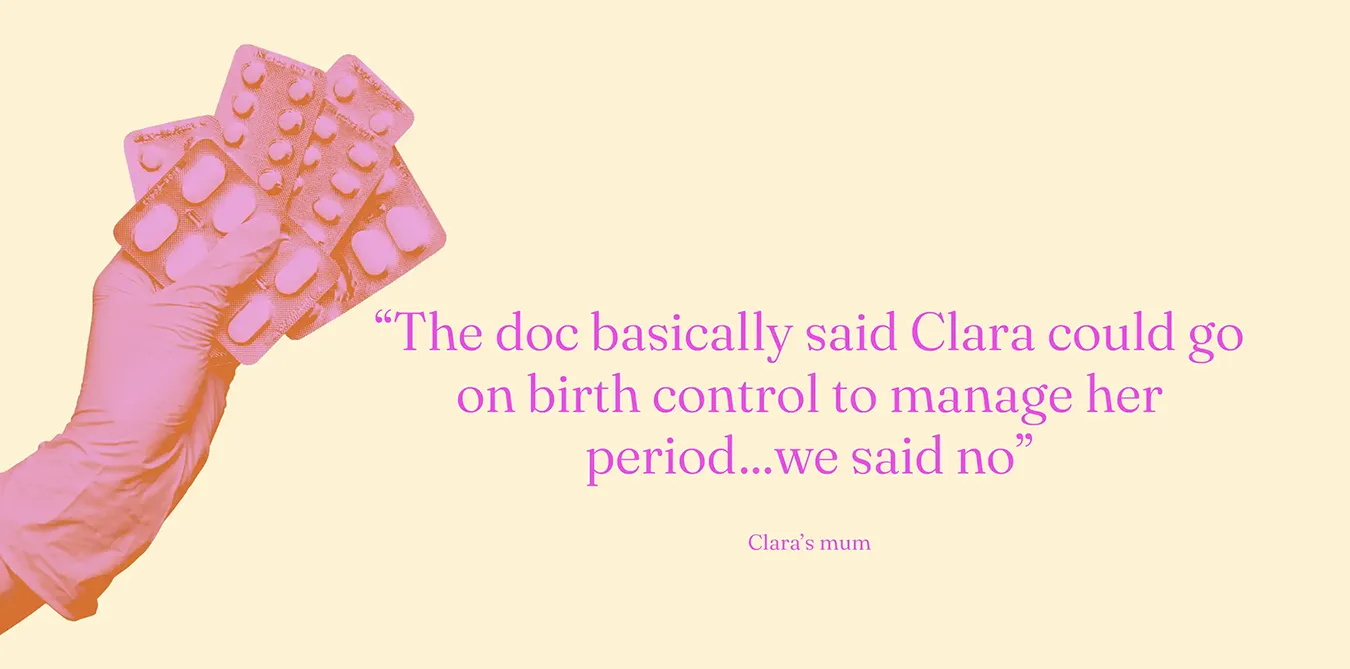 “The doc basically said Clara could go
on birth control to manage her
period...we said no”
Clara’s mum